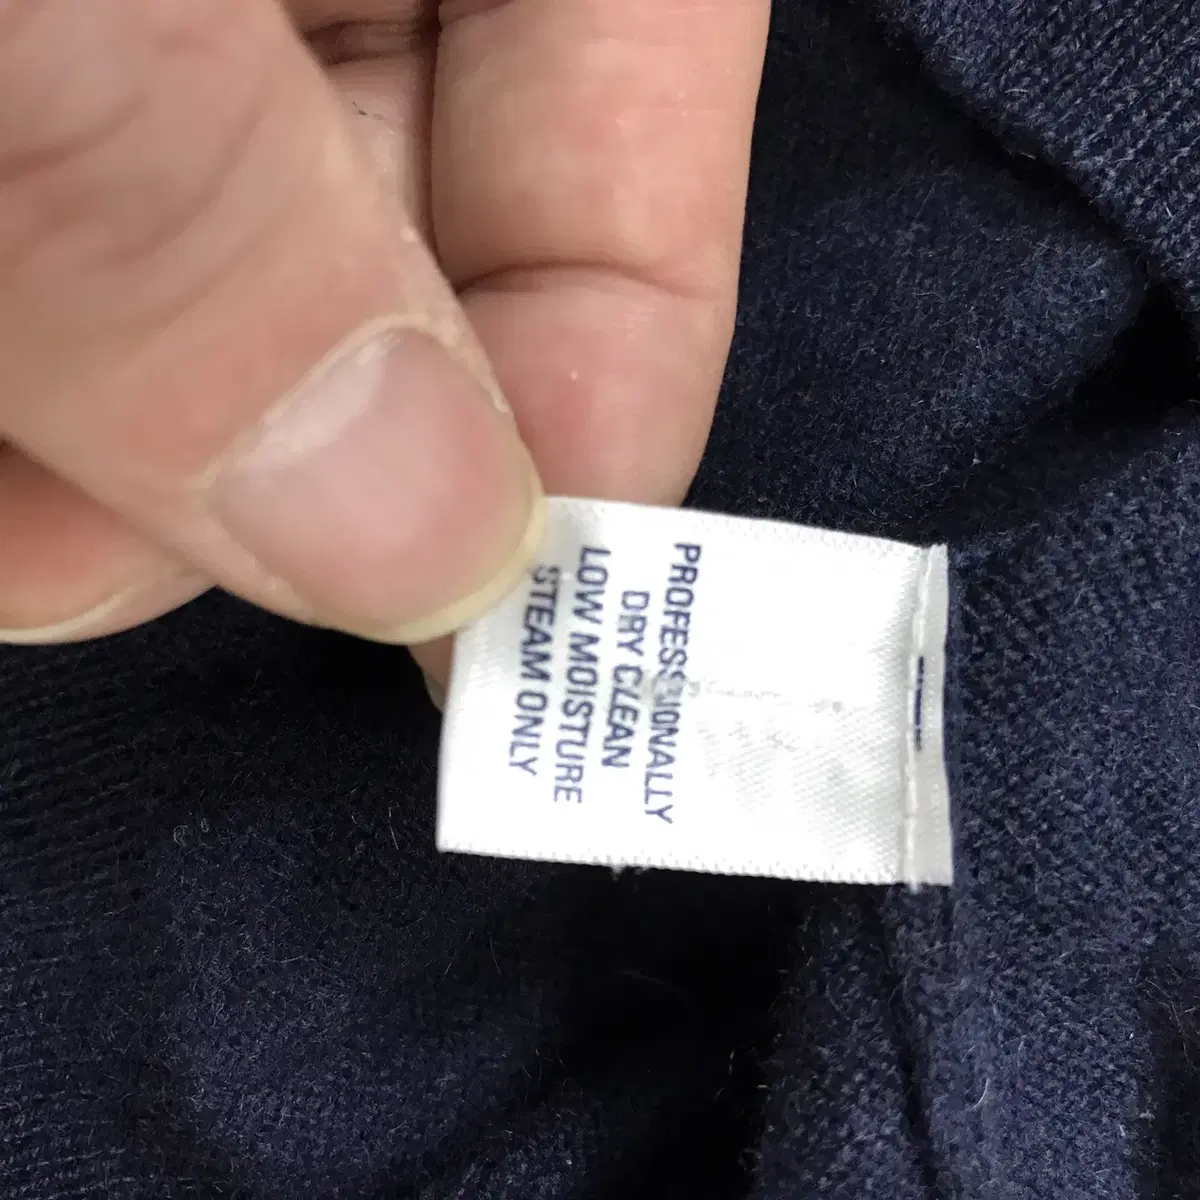 PROFESSIONALLY
DRY CLEAN
LOW MOISTURE
STEAM ONLY